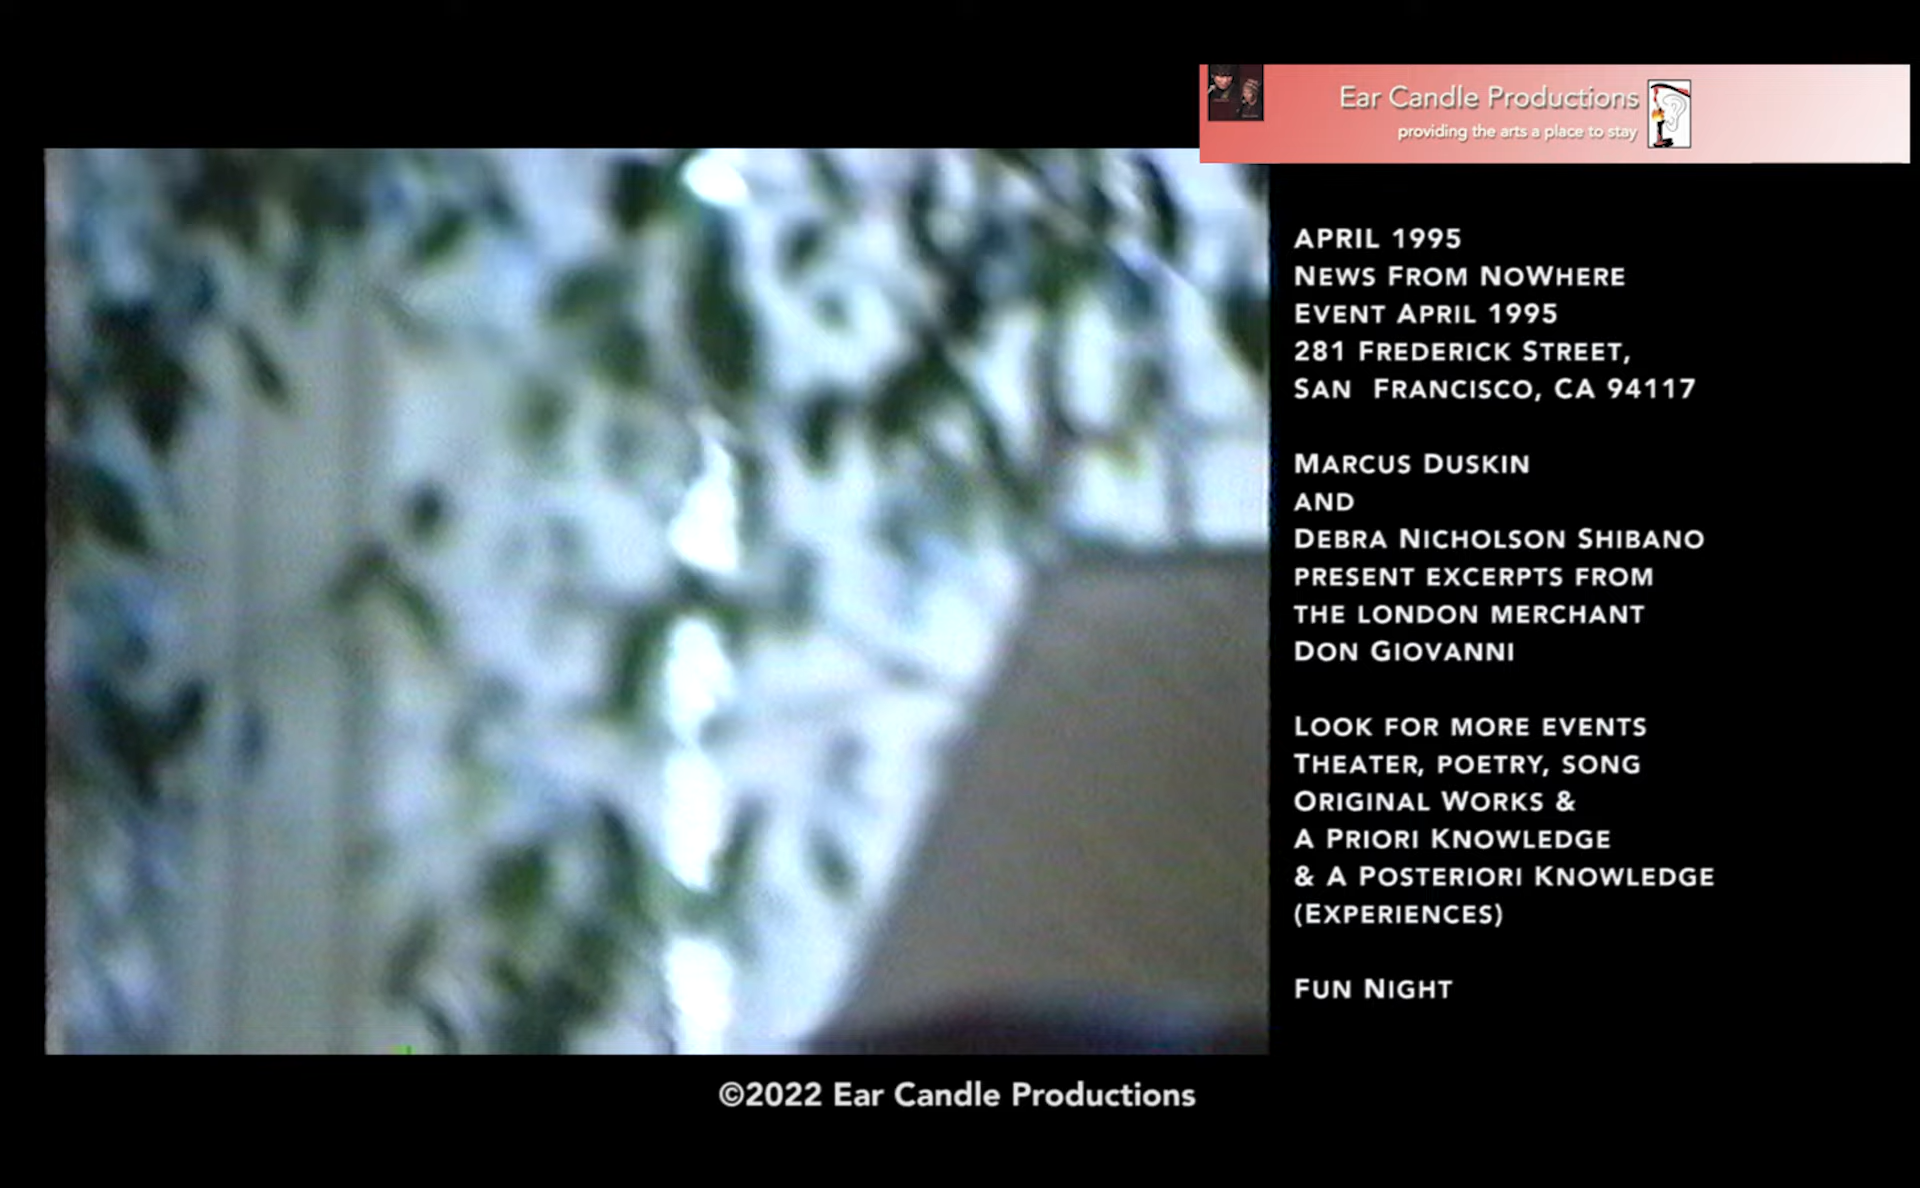 Ear Candle Productions
providing the arts a place to stay
APRIL 1995
NEWS FROM NOWHERE
EVENT APRIL 1995
281 FREDERICK STREET,
SAN FRANCISCO, CA 94117
MARCUS DUSKIN
AND
DEBRA NICHOLSON SHIBANO
PRESENT EXCERPTS FROM
THE LONDON MERCHANT
DON GIOVANNI
LOOK FOR MORE EVENTS
THEATER, POETRY, SONG
ORIGINAL WORKS &
A PRIORI KNOWLEDGE
& A POSTERIORI KNOWLEDGE
(EXPERIENCES)
FUN NIGHT
©2022 Ear Candle Productions